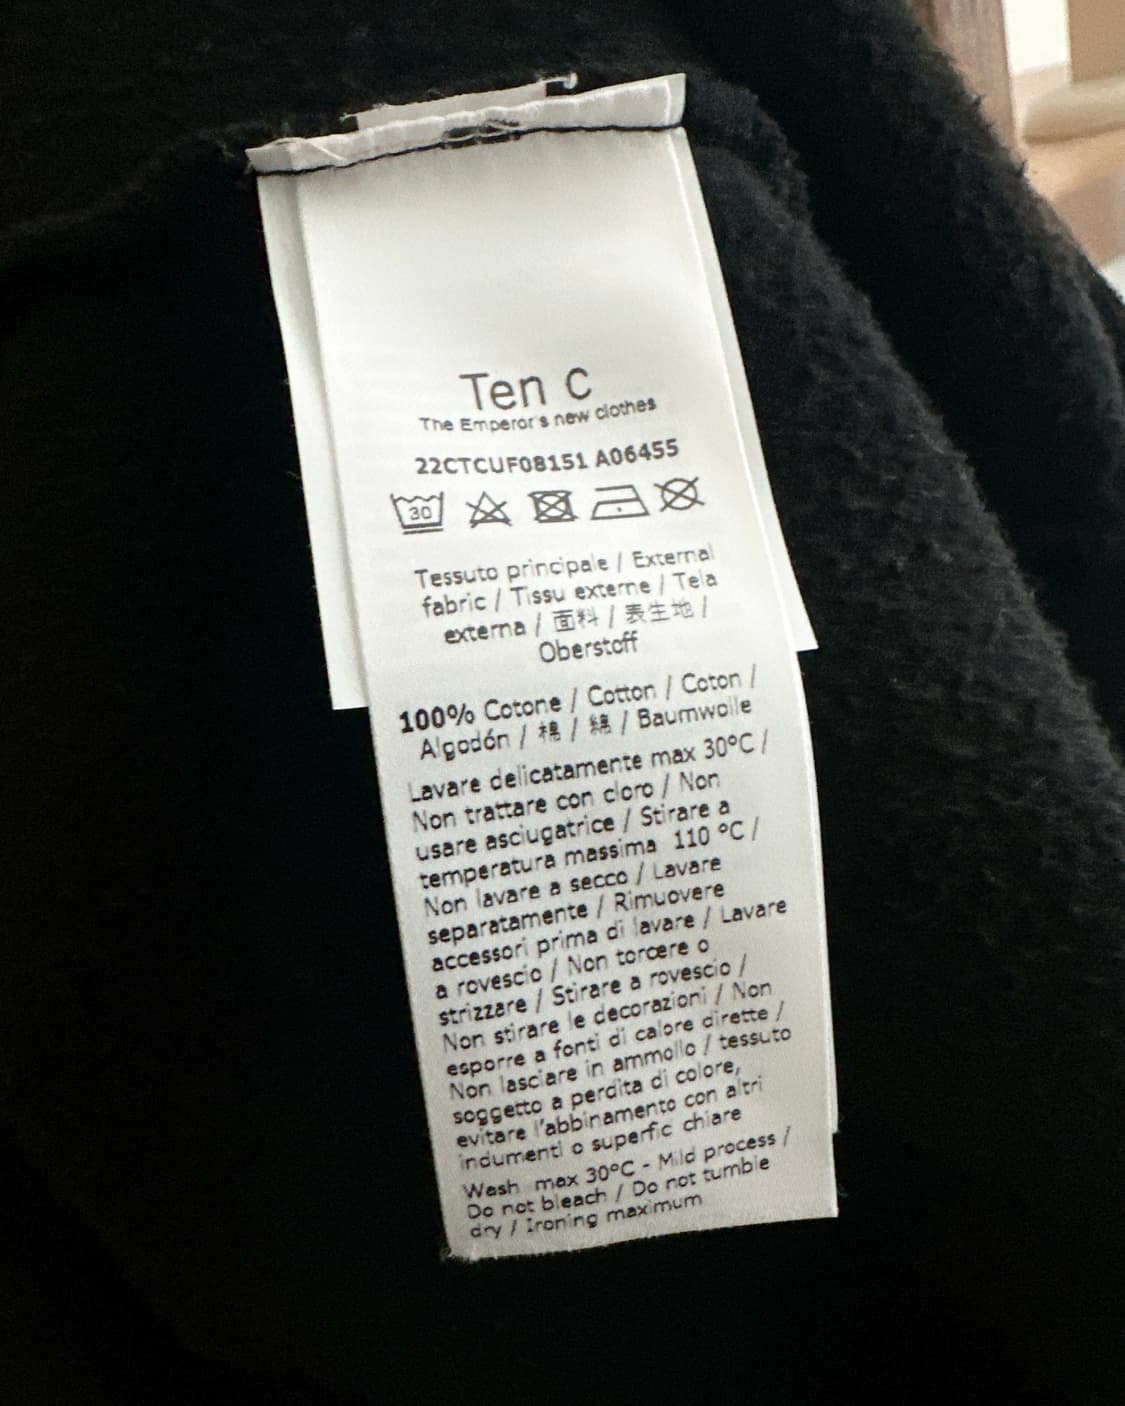 Ten C
The Emperor's new clothes
22CTCUF08151 A06455
30
Tessuto principale / External
fabric / Tissu externe / Tela
externa / 面料 / 表生地 /
Oberstoff
100% Cotone / Cotton / Coton /
Algodón / 棉 / 綿 / Baumwolle
Lavare delicatamente max 30°C /
Non trattare con cloro / Non
usare asciugatrice / Stirare a
temperatura massima 110 °C /
Non lavare a secco / Lavare
separatamente / Rimuovere
accessori prima di lavare / Lavare
a rovescio / Non torcere o
strizzare / Stirare a rovescio /
Non stirare le decorazioni / Non
esporre a fonti di calore dirette /
Non lasciare in ammollo / tessuto
soggetto a perdita di colore,
evitare l'abbinamento con altri
indumenti o superfic chiare
Wash max 30°C - Mild process /
Do not bleach / Do not tumble
dry / Ironing maximum